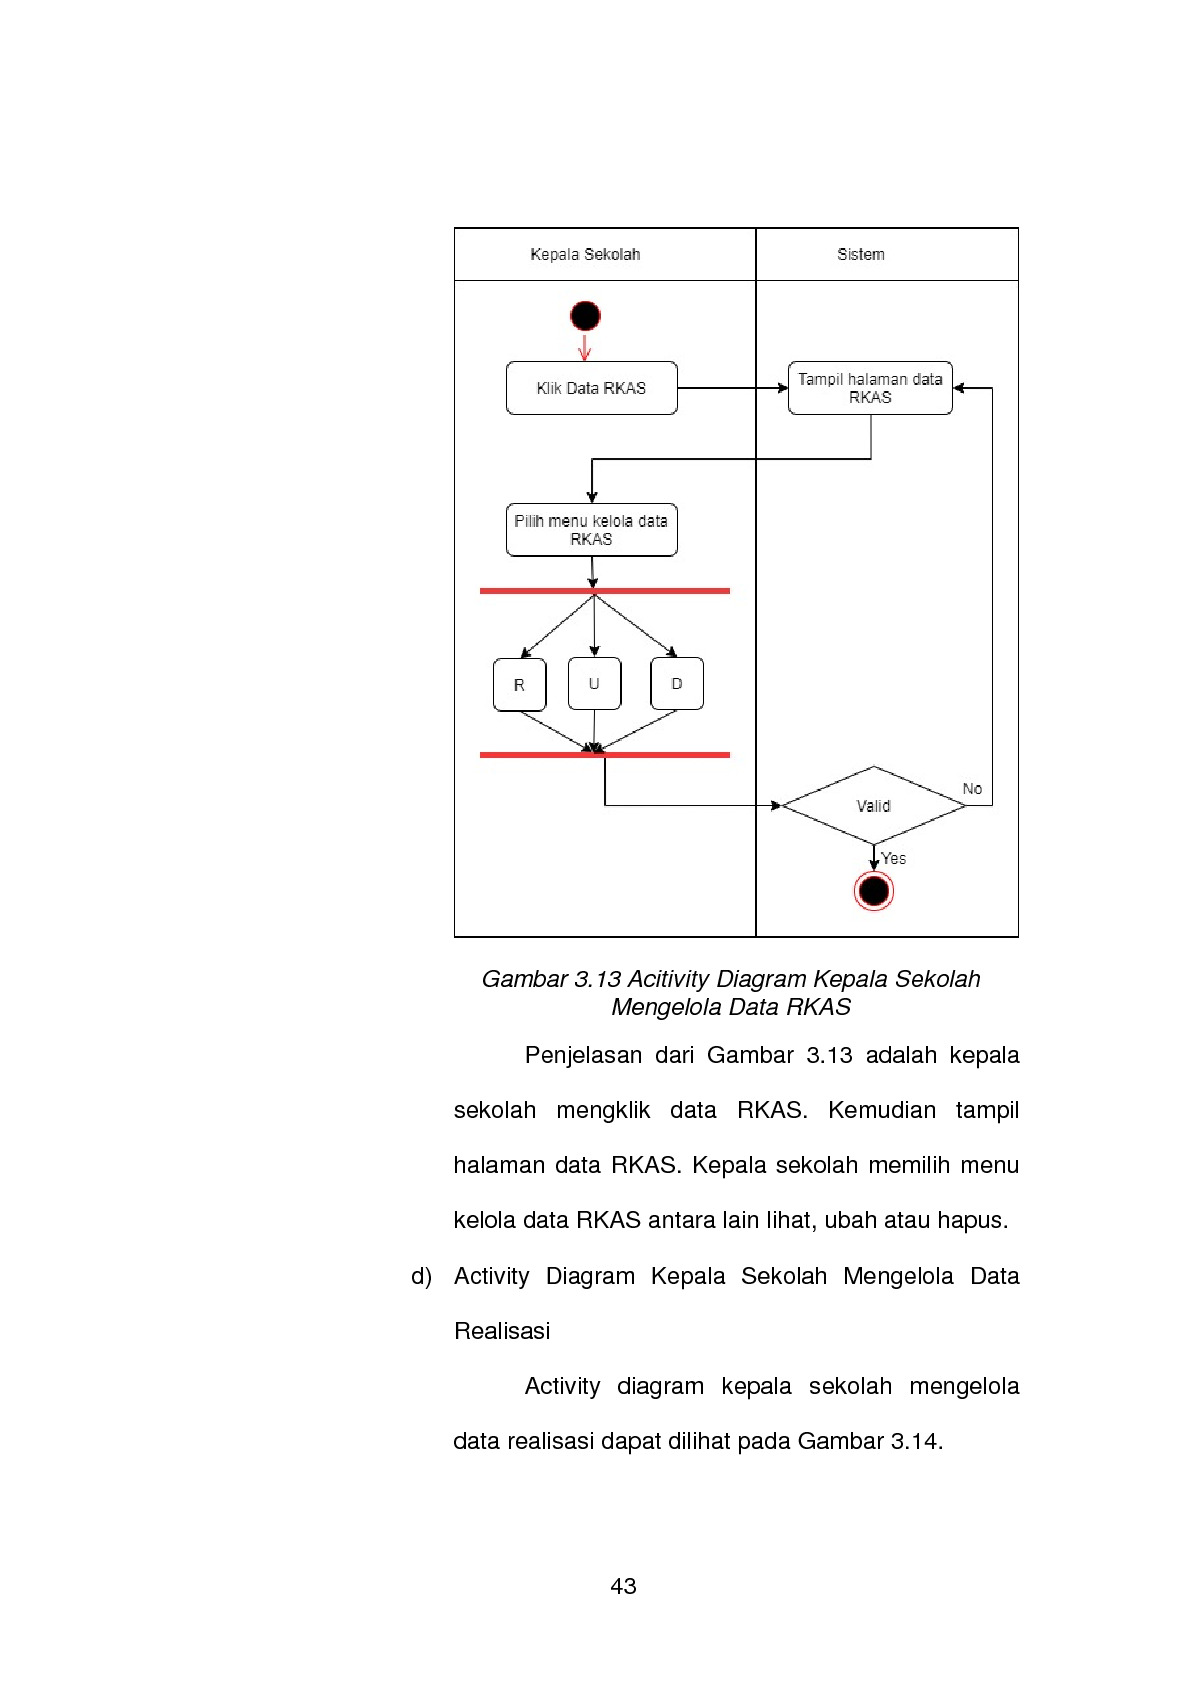 Kepala Sekolah
Sistem
Klik Data RKAS
Tampil halaman data
RKAS
Pilih menu kelola data
RKAS
R
U
D
Valid
No
Yes
Gambar 3.13 Acitivity Diagram Kepala Sekolah
Mengelola Data RKAS
Penjelasan dari Gambar 3.13 adalah kepala
sekolah mengklik data RKAS. Kemudian tampil
halaman data RKAS. Kepala sekolah memilih menu
kelola data RKAS antara lain lihat, ubah atau hapus.
d) Activity Diagram Kepala Sekolah Mengelola Data
Realisasi
Activity diagram kepala sekolah mengelola
data realisasi dapat dilihat pada Gambar 3.14.
43